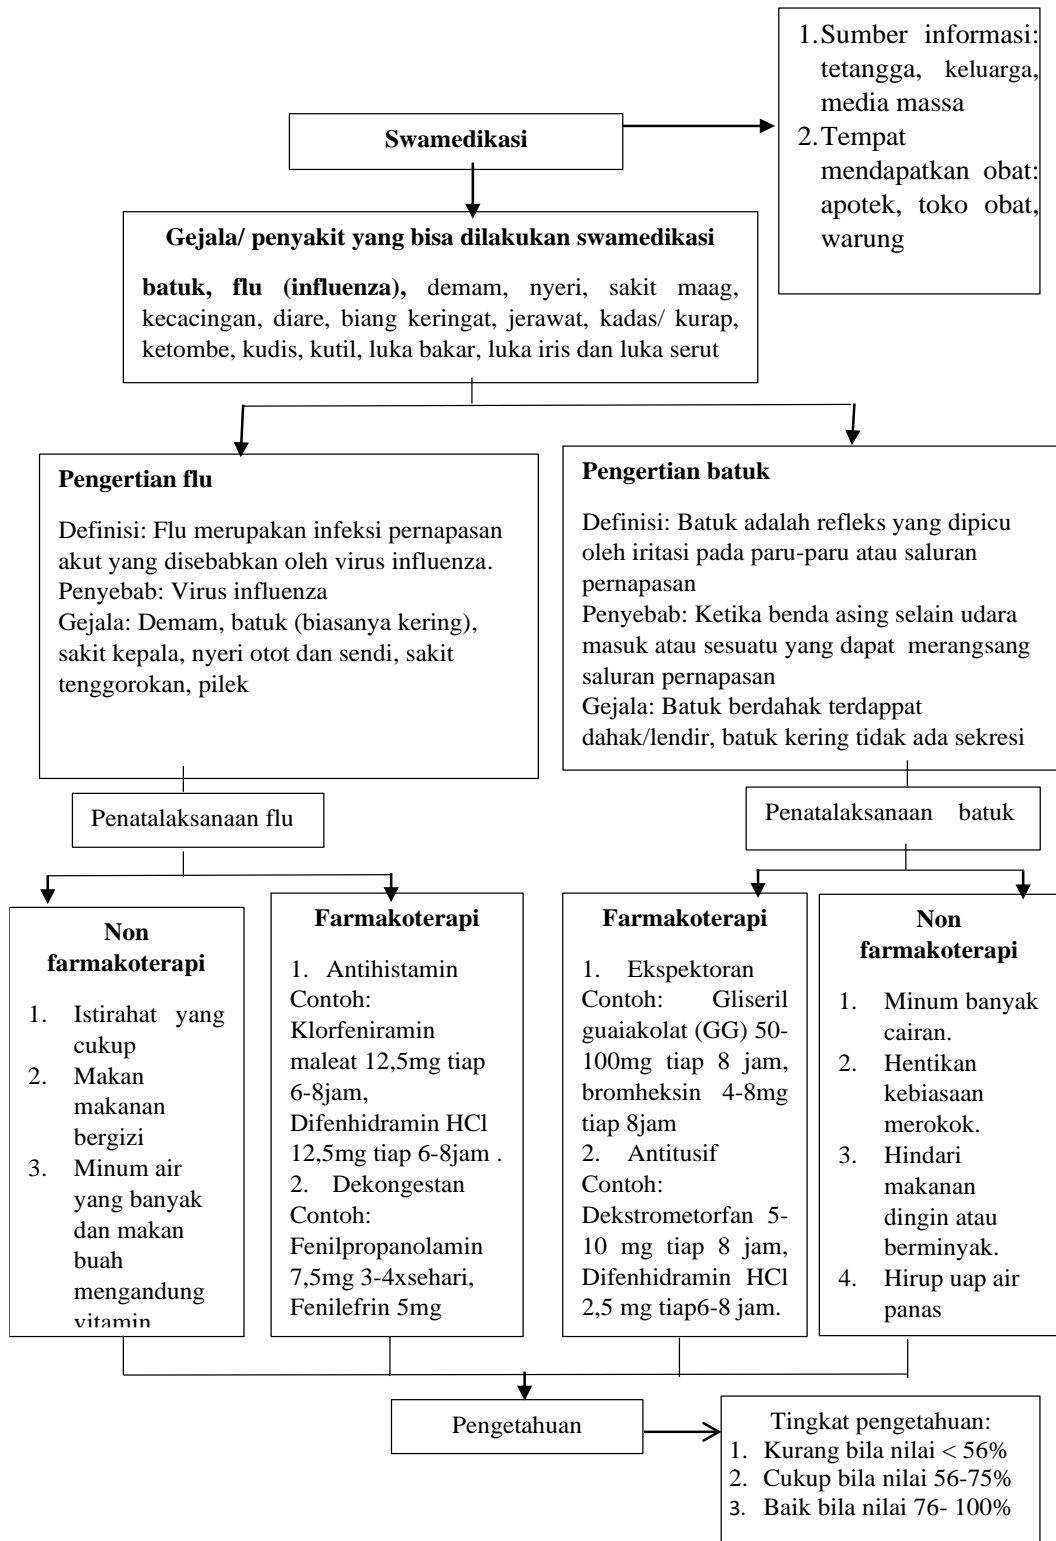 1. Sumber informasi:
tetangga, keluarga,
media massa
2. Tempat
mendapatkan obat:
apotek, toko obat,
warung
Swamedikasi
Gejala/ penyakit yang bisa dilakukan swamedikasi
batuk, flu (influenza), demam, nyeri, sakit maag,
kecacingan, diare, biang keringat, jerawat, kadas/ kurap,
ketombe, kudis, kutil, luka bakar, luka iris dan luka serut
Pengertian flu
Definisi: Flu merupakan infeksi pernapasan
akut yang disebabkan oleh virus influenza.
Penyebab: Virus influenza
Gejala: Demam, batuk (biasanya kering),
sakit kepala, nyeri otot dan sendi, sakit
tenggorokan, pilek
Pengertian batuk
Definisi: Batuk adalah refleks yang dipicu
oleh iritasi pada paru-paru atau saluran
pernapasan
Penyebab: Ketika benda asing selain udara
masuk atau sesuatu yang dapat merangsang
saluran pernapasan
Gejala: Batuk berdahak terdappat
dahak/lendir, batuk kering tidak ada sekresi
Penatalaksanaan flu
Penatalaksanaan batuk
Non
farmakoterapi
1. Istirahat yang
cukup
2. Makan
makanan
bergizi
3. Minum air
yang banyak
dan makan
buah
mengandung
vitamin
Farmakoterapi
1. Antihistamin
Contoh:
Klorfeniramin
maleat 12,5mg tiap
6-8jam,
Difenhidramin HCl
12,5mg tiap 6-8jam .
2. Dekongestan
Contoh:
Fenilpropanolamin
7,5mg 3-4xsehari,
Fenilefrin 5mg
Farmakoterapi
1. Ekspektoran
Contoh: Gliseril
guaiakolat (GG) 50-
100mg tiap 8 jam,
bromheksin 4-8mg
tiap 8jam
2. Antitusif
Contoh:
Dekstrometorfan 5-
10 mg tiap 8 jam,
Difenhidramin HCl
2,5 mg tiap6-8 jam.
Non
farmakoterapi
1. Minum banyak
cairan.
2. Hentikan
kebiasaan
merokok.
3. Hindari
makanan
dingin atau
berminyak.
4. Hirup uap air
panas
Pengetahuan
Tingkat pengetahuan:
1. Kurang bila nilai < 56%
2. Cukup bila nilai 56-75%
3. Baik bila nilai 76- 100%